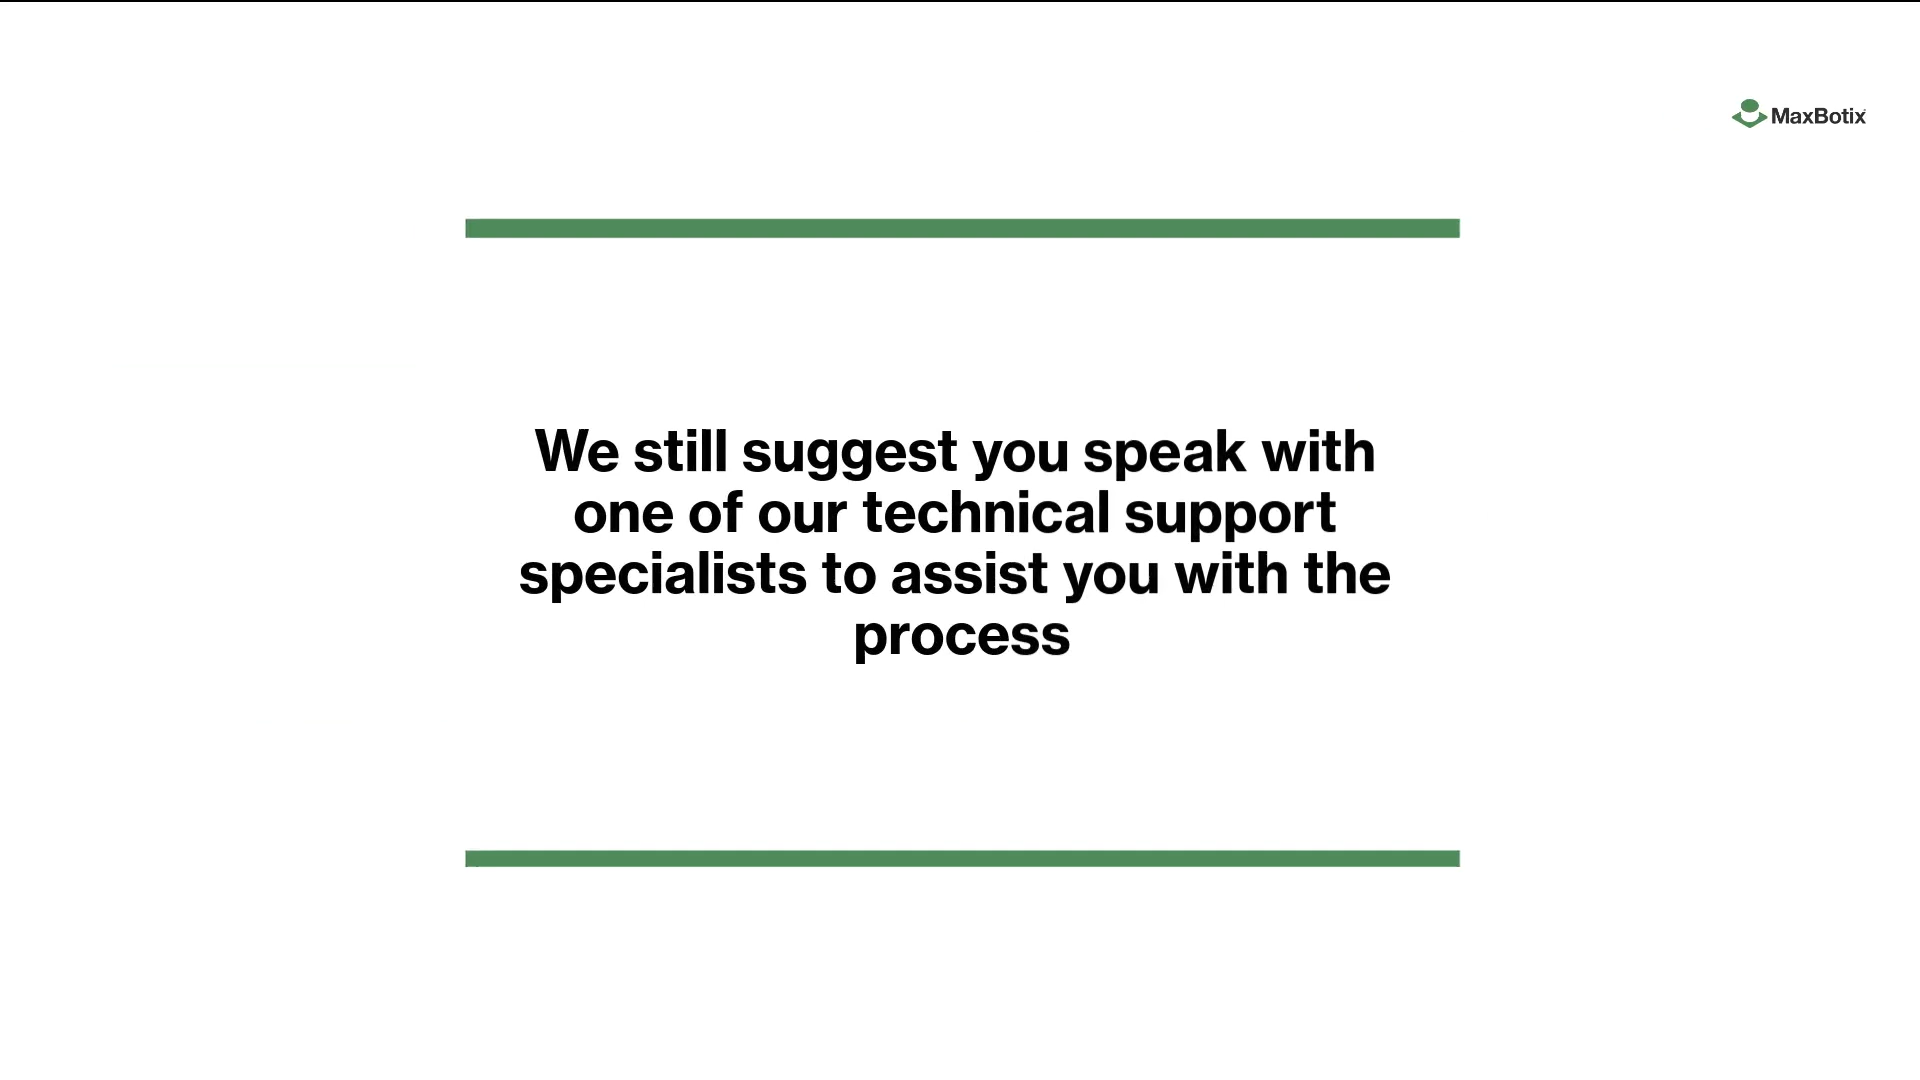 MaxBotix
We still suggest you speak with
one of our technical support
specialists to assist you with the
process